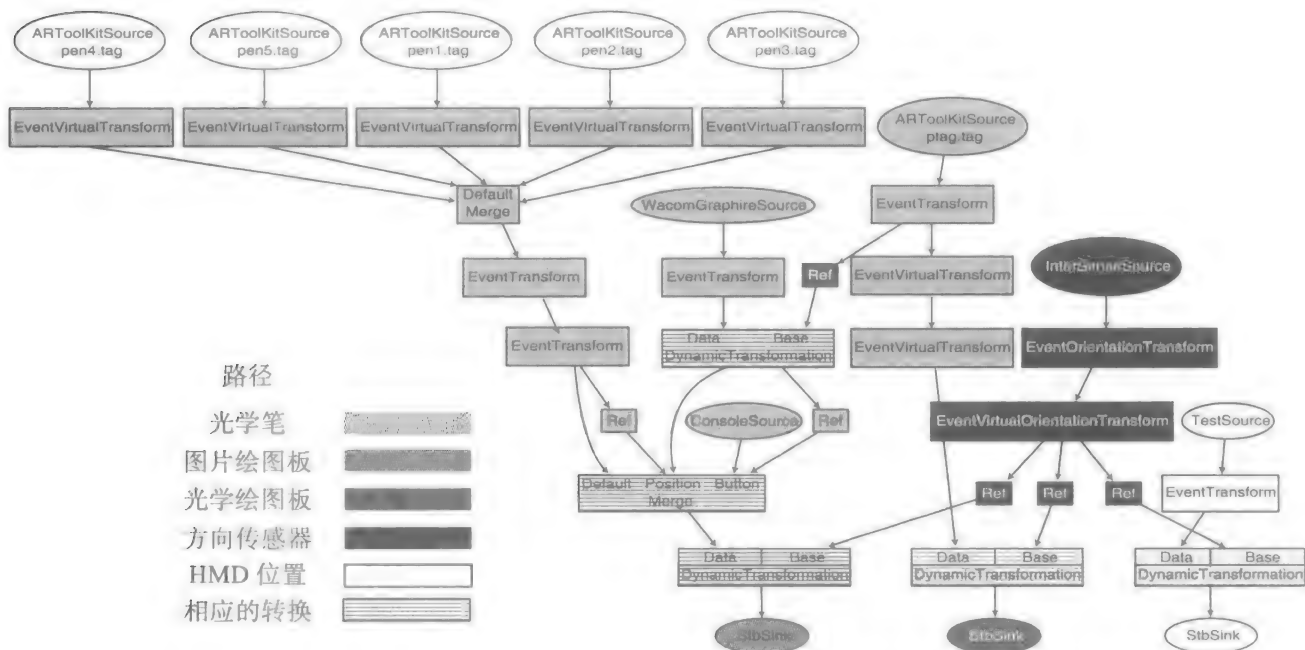 ARToolKitSource
pen4.tag
ARToolKitSource
pen5.tag
ARToolKitSource
pen1.tag
ARToolKitSource
pen2.tag
ARToolKitSource
pen3.tag
EventVirtualTransform
EventVirtualTransform
EventVirtualTransform
EventVirtualTransform
EventVirtualTransform
ARToolKitSource
ptag.tag
Default
Merge
WacomGraphireSource
EventTransform
EventTransform
EventTransform
Ref
EventVirtualTransform
InterSenseSource
EventTransform
Data Base
DynamicTransformation
EventVirtualTransform
EventOrientationTransform
路径
光学笔
图片绘图板
光学绘图板
方向传感器
HMD 位置
相应的转换
Ref
ConsoleSource
Ref
EventVirtualOrientationTransform
TestSource
Default Position Button
Merge
Ref
Ref
Ref
EventTransform
Data Base
DynamicTransformation
Data Base
DynamicTransformation
Data Base
DynamicTransformation
StbSink
StbSink
StbSink